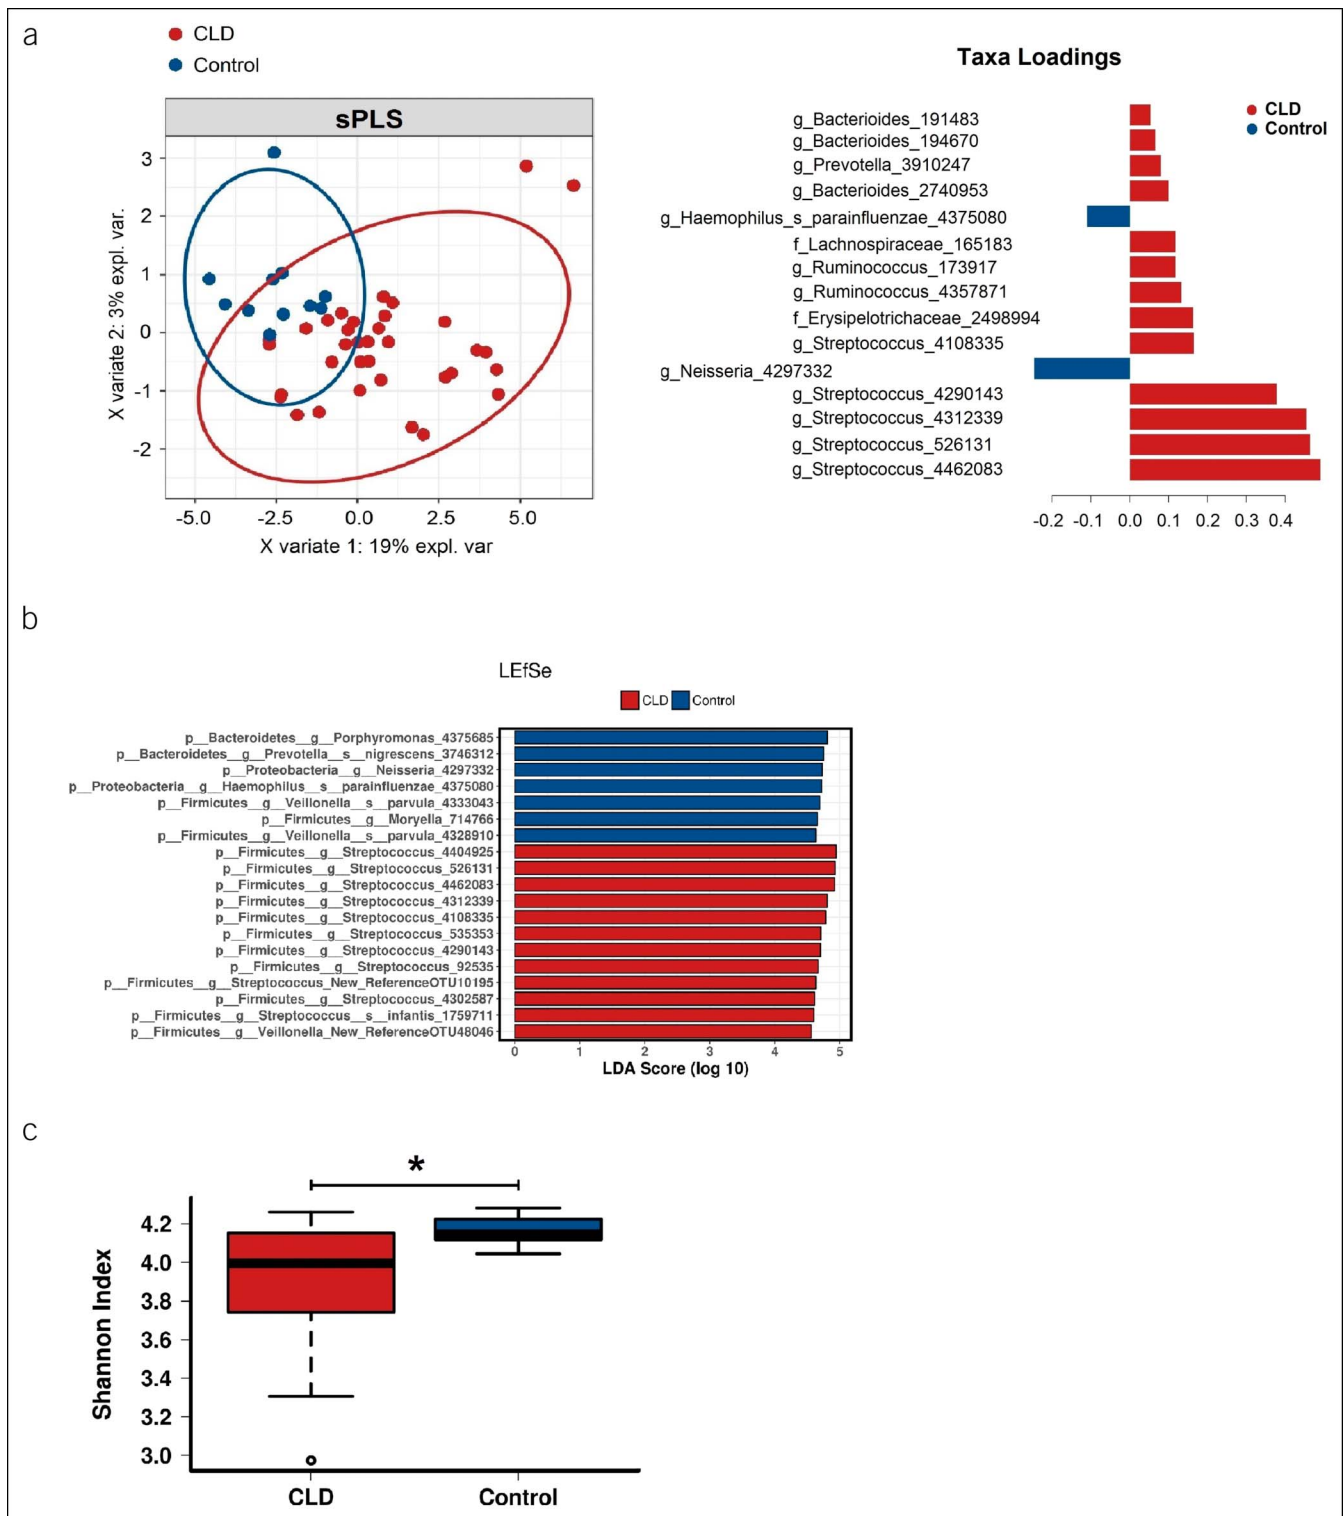 a
CLD
Control
sPLS
X variate 2: 3% expl. var.
3
2
1
0
-1
-2
-5.0 -2.5 0.0 2.5 5.0
X variate 1: 19% expl. var
Taxa Loadings
CLD
Control
g_Bacterioides_191483
g_Bacterioides_194670
g_Prevotella_3910247
g_Bacterioides_2740953
g_Haemophilus_s_parainfluenzae_4375080
f_Lachnospiraceae_165183
g_Ruminococcus_173917
g_Ruminococcus_4357871
f_Erysipelotrichaceae_2498994
g_Streptococcus_4108335
g_Neisseria_4297332
g_Streptococcus_4290143
g_Streptococcus_4312339
g_Streptococcus_526131
g_Streptococcus_4462083
-0.2 -0.1 0.0 0.1 0.2 0.3 0.4
b
LEfSe
CLD Control
p__Bacteroidetes__g__Porphyromonas_4375685
p__Bacteroidetes__g__Prevotella__s__nigrescens_3746312
p__Proteobacteria__g__Neisseria_4297332
p__Proteobacteria__g__Haemophilus__s__parainfluenzae_4375080
p__Firmicutes__g__Veillonella__s__parvula_4333043
p__Firmicutes__g__Moryella_714766
p__Firmicutes__g__Veillonella__s__parvula_4328910
p__Firmicutes__g__Streptococcus_4404925
p__Firmicutes__g__Streptococcus_526131
p__Firmicutes__g__Streptococcus_4462083
p__Firmicutes__g__Streptococcus_4312339
p__Firmicutes__g__Streptococcus_4108335
p__Firmicutes__g__Streptococcus_535353
p__Firmicutes__g__Streptococcus_4290143
p__Firmicutes__g__Streptococcus_92535
p__Firmicutes__g__Streptococcus_New_ReferenceOTU10195
p__Firmicutes__g__Streptococcus_4302587
p__Firmicutes__g__Streptococcus__s__infantis_1759711
p__Firmicutes__g__Veillonella_New_ReferenceOTU48046
0 1 2 3 4 5
LDA Score (log 10)
c
*
Shannon Index
4.2
4.0
3.8
3.6
3.4
3.2
3.0
CLD Control